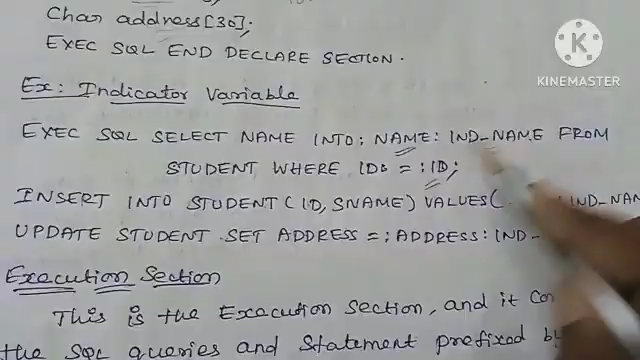 Char address[30];
EXEC SQL END DECLARE SECTION.
KINEMASTER
Ex: Indicator Variable
EXEC SQL SELECT NAME INTO: NAME: IND-NAME FROM
STUDENT WHERE ID = :ID;
INSERT INTO STUDENT(ID, SNAME) VALUES( IND-NAM
UPDATE STUDENT SET ADDRESS =: ADDRESS: IND-
Execution Section
This is the Execution section, and it
the SQL queries and statement prefixed